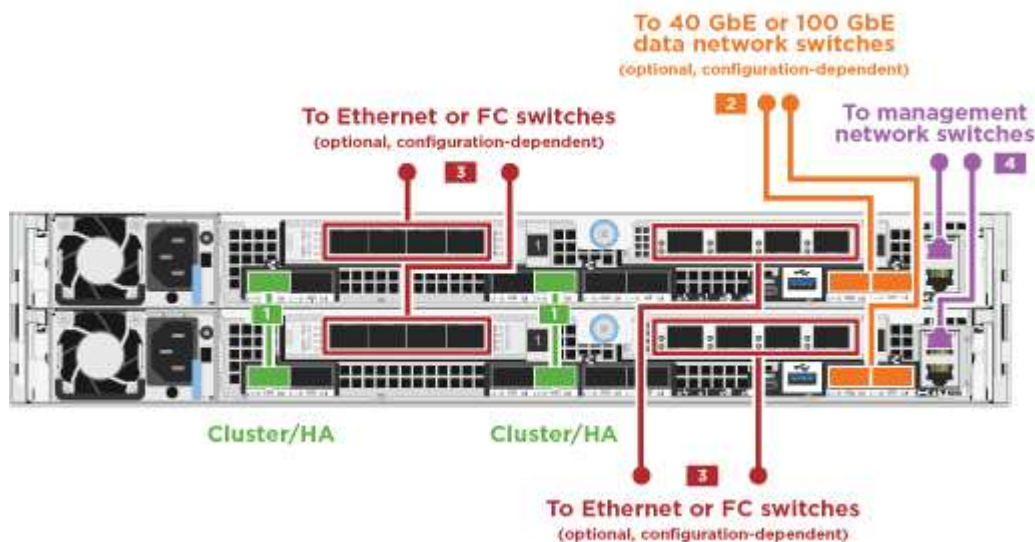 To 40 GbE or 100 GbE
data network switches
(optional, configuration-dependent)
2
To Ethernet or FC switches
(optional, configuration-dependent)
3
To management
network switches
4
1
1
1
1
Cluster/HA
Cluster/HA
3
To Ethernet or FC switches
(optional, configuration-dependent)